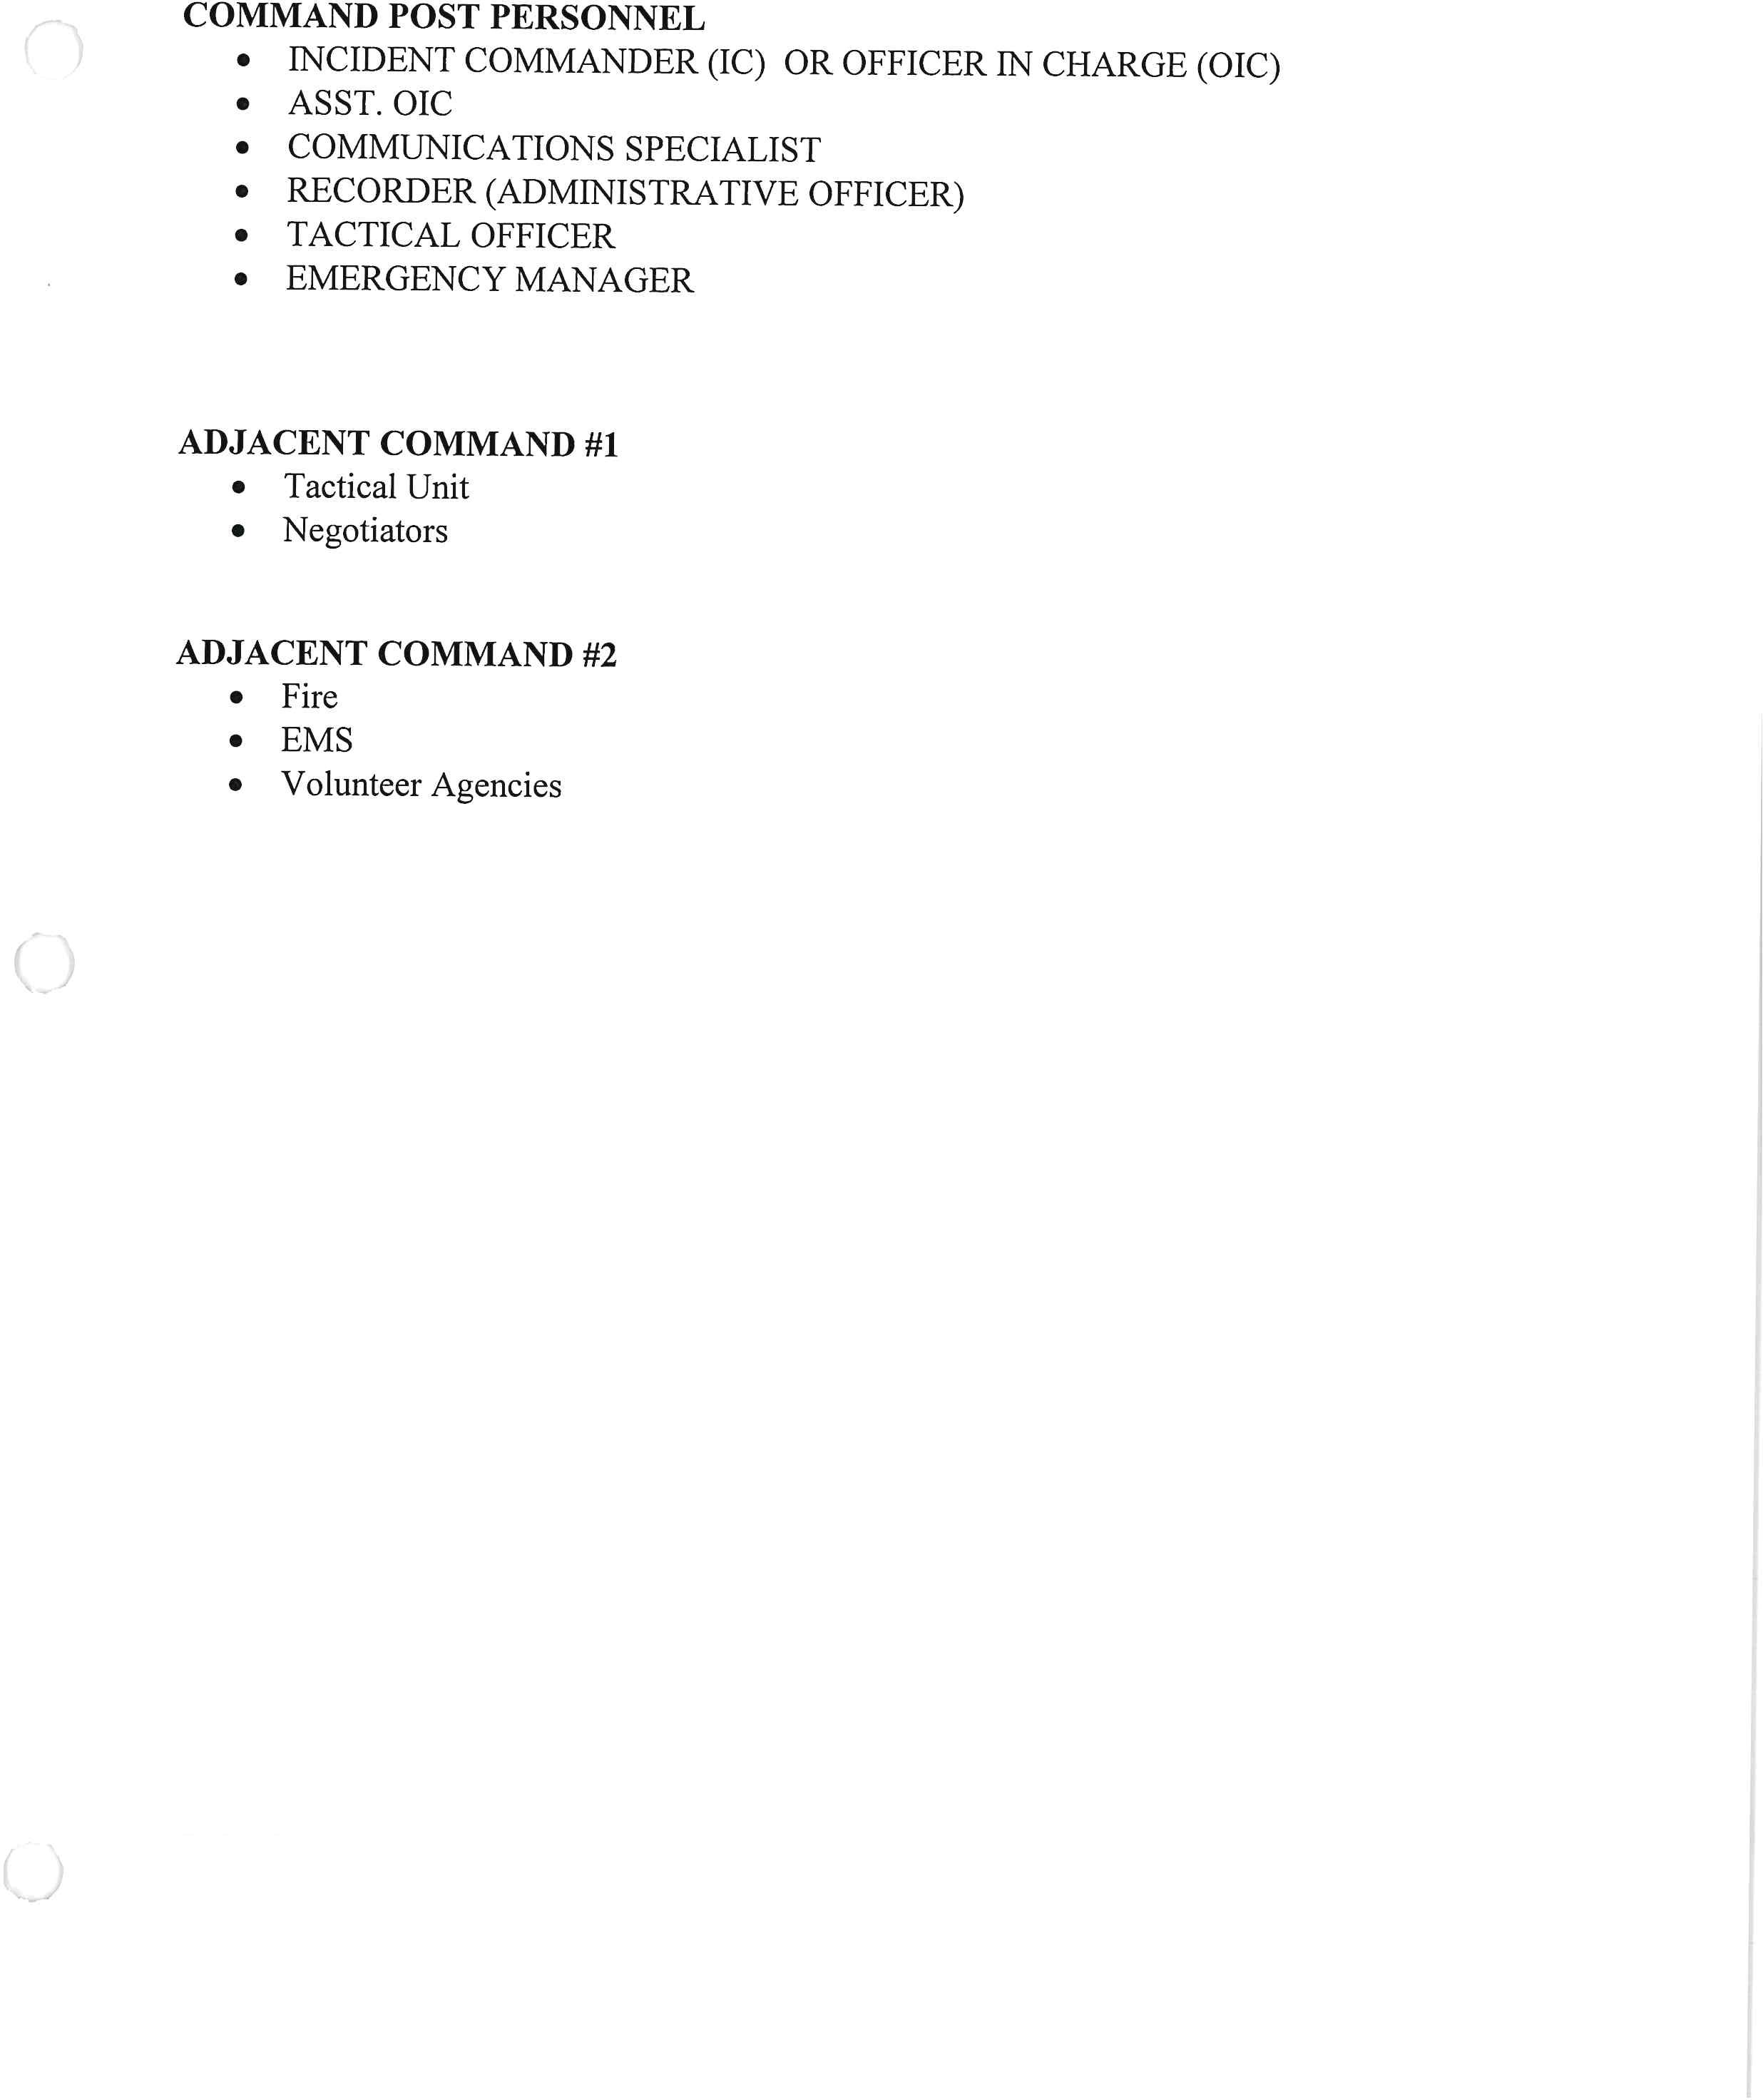 COMMAND POST PERSONNEL
• INCIDENT COMMANDER (IC)  OR OFFICER IN CHARGE (OIC)
• ASST. OIC
• COMMUNICATIONS SPECIALIST
• RECORDER (ADMINISTRATIVE OFFICER)
• TACTICAL OFFICER
• EMERGENCY MANAGER
ADJACENT COMMAND #1
• Tactical Unit
• Negotiators
ADJACENT COMMAND #2
• Fire
• EMS
• Volunteer Agencies